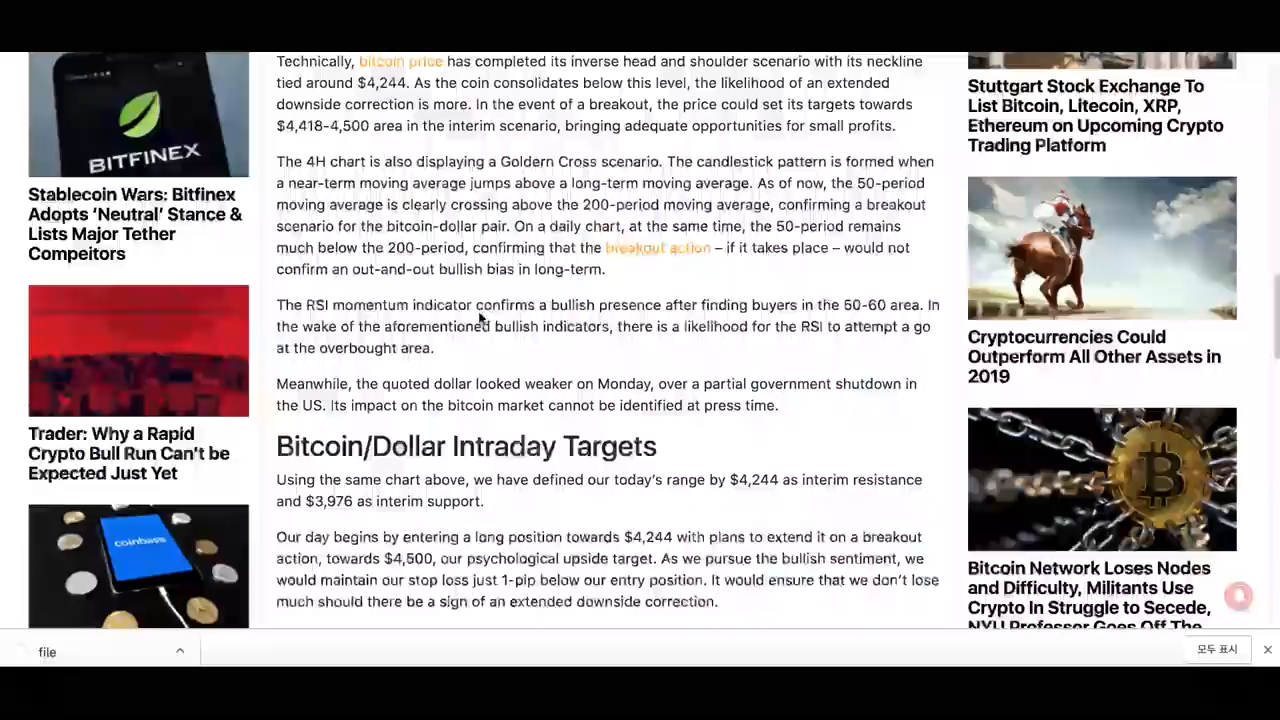 BITFINEX
Stablecoin Wars: Bitfinex
Adopts ‘Neutral’ Stance &
Lists Major Tether
Compeitors
Trader: Why a Rapid
Crypto Bull Run Can’t be
Expected Just Yet
coinbase
Technically, bitcoin price has completed its inverse head and shoulder scenario with its neckline
tied around $4,244. As the coin consolidates below this level, the likelihood of an extended
downside correction is more. In the event of a breakout, the price could set its targets towards
$4,418-4,500 area in the interim scenario, bringing adequate opportunities for small profits.
The 4H chart is also displaying a Goldern Cross scenario. The candlestick pattern is formed when
a near-term moving average jumps above a long-term moving average. As of now, the 50-period
moving average is clearly crossing above the 200-period moving average, confirming a breakout
scenario for the bitcoin-dollar pair. On a daily chart, at the same time, the 50-period remains
much below the 200-period, confirming that the breakout action – if it takes place – would not
confirm an out-and-out bullish bias in long-term.
The RSI momentum indicator confirms a bullish presence after finding buyers in the 50-60 area. In
the wake of the aforementioned bullish indicators, there is a likelihood for the RSI to attempt a go
at the overbought area.
Meanwhile, the quoted dollar looked weaker on Monday, over a partial government shutdown in
the US. Its impact on the bitcoin market cannot be identified at press time.
Bitcoin/Dollar Intraday Targets
Using the same chart above, we have defined our today’s range by $4,244 as interim resistance
and $3,976 as interim support.
Our day begins by entering a long position towards $4,244 with plans to extend it on a breakout
action, towards $4,500, our psychological upside target. As we pursue the bullish sentiment, we
would maintain our stop loss just 1-pip below our entry position. It would ensure that we don’t lose
much should there be a sign of an extended downside correction.
Stuttgart Stock Exchange To
List Bitcoin, Litecoin, XRP,
Ethereum on Upcoming Crypto
Trading Platform
Cryptocurrencies Could
Outperform All Other Assets in
2019
Bitcoin Network Loses Nodes
and Difficulty, Militants Use
Crypto In Struggle to Secede,
NYU Professor Goes Off The
file
모두 표시